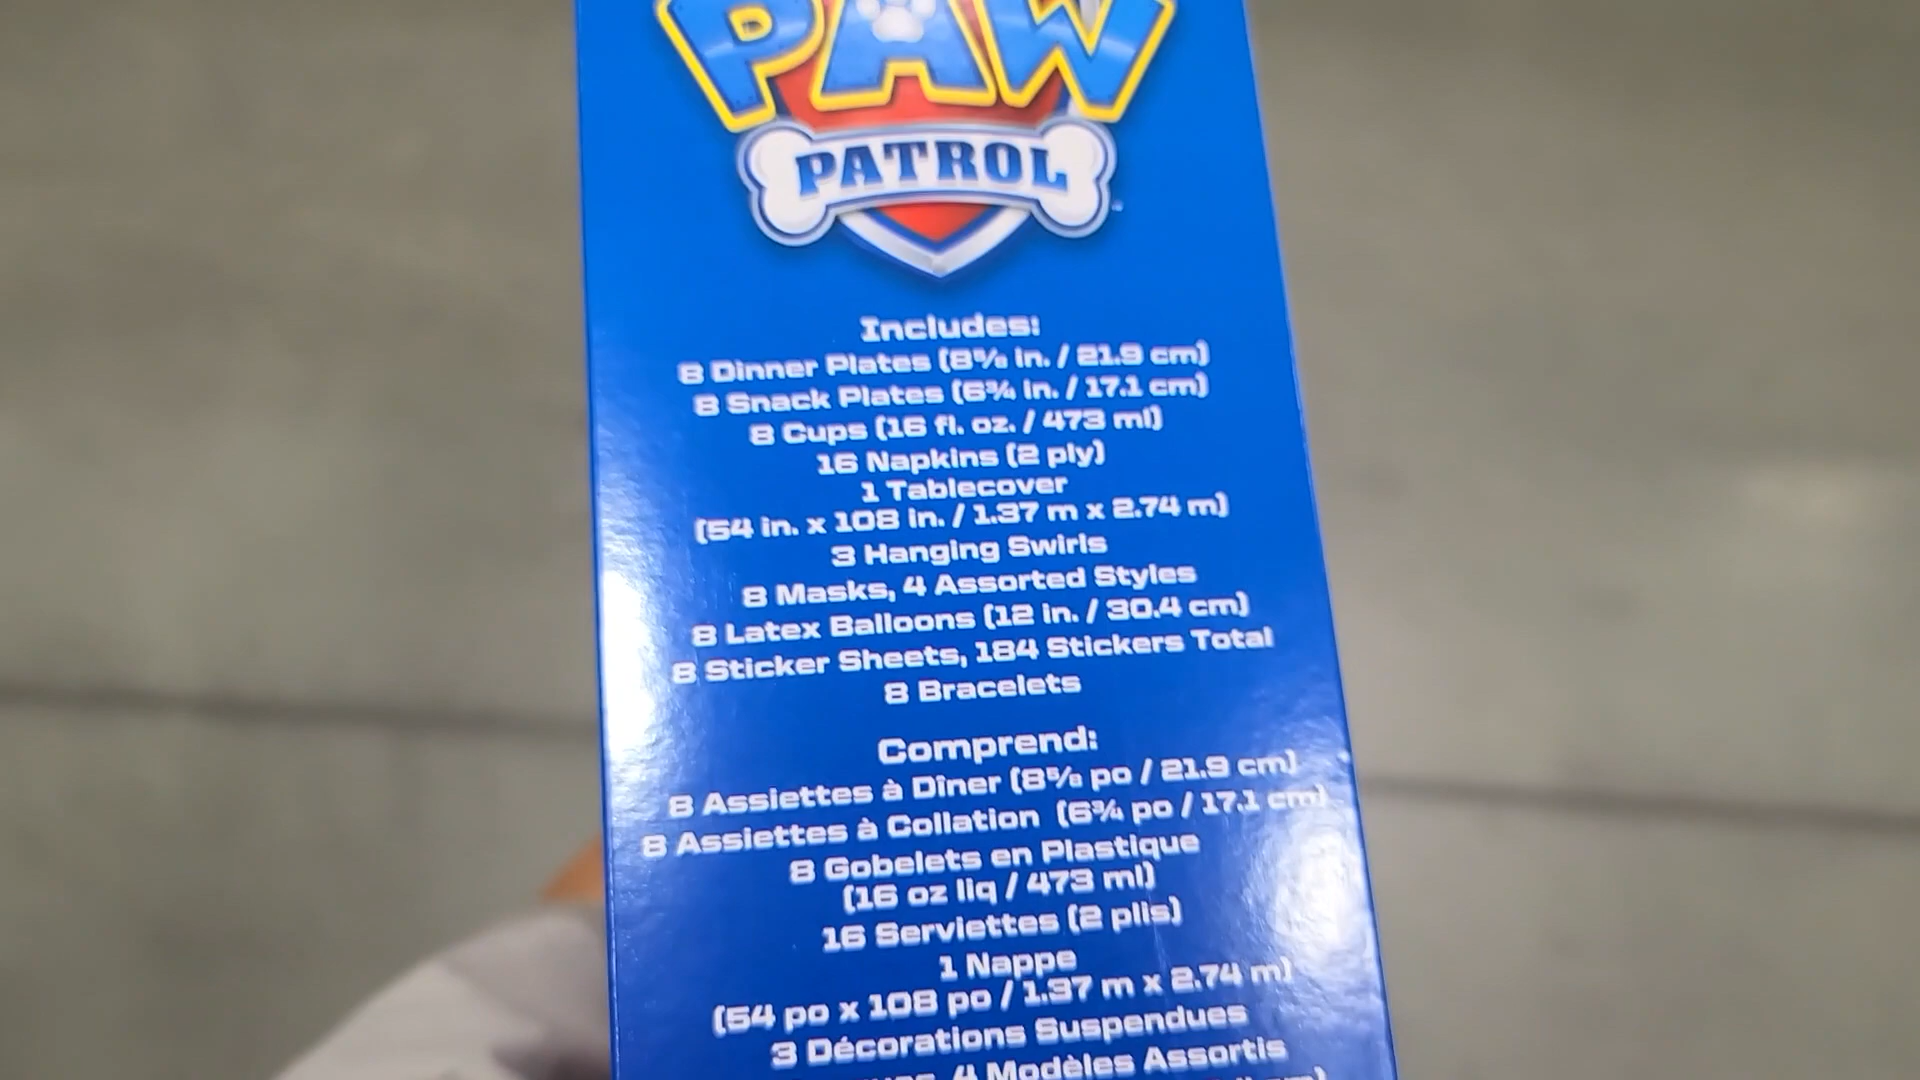 PAW
PATROL
Includes:
8 Dinner Plates (8⅝ in. / 21.9 cm)
8 Snack Plates (6¾ in. / 17.1 cm)
8 Cups (16 fl. oz. / 473 ml)
16 Napkins (2 ply)
1 Tablecover
(54 in. x 108 in. / 1.37 m x 2.74 m)
3 Hanging Swirls
8 Masks, 4 Assorted Styles
8 Latex Balloons (12 in. / 30.4 cm)
8 Sticker Sheets, 184 Stickers Total
8 Bracelets
Comprend:
8 Assiettes à Dîner (8⅝ po / 21.9 cm)
8 Assiettes à Collation (6¾ po / 17.1 cm)
8 Gobelets en Plastique
(16 oz liq / 473 ml)
16 Serviettes (2 plis)
1 Nappe
(54 po x 108 po / 1.37 m x 2.74 m)
3 Décorations Suspendues
4 Modèles Assortis